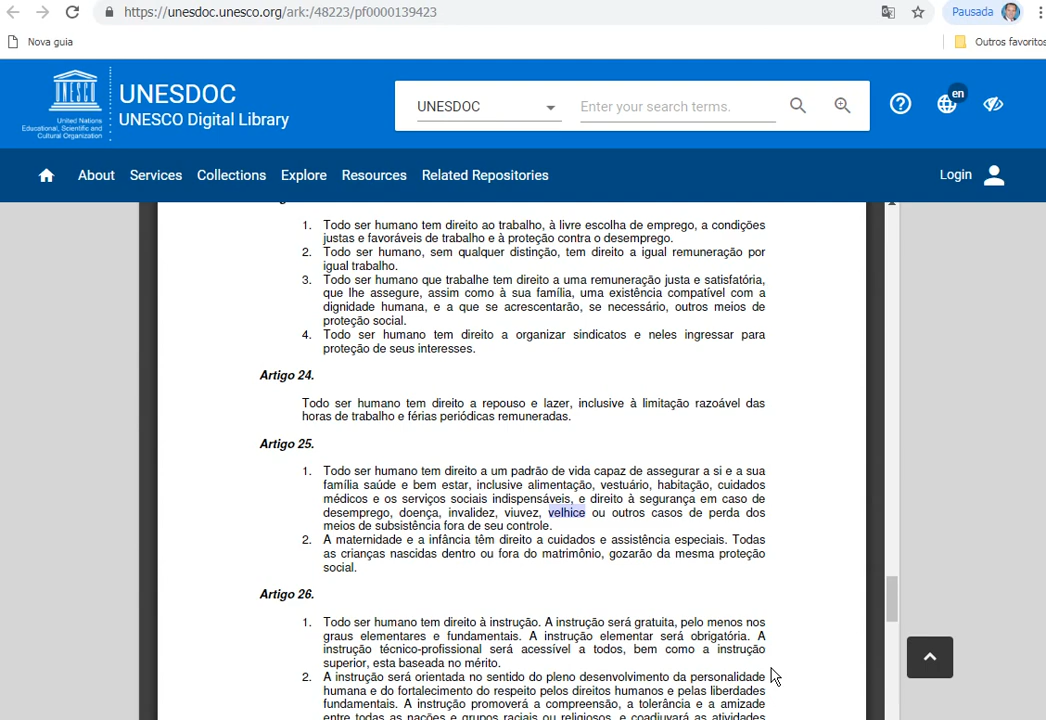 https://unesdoc.unesco.org/ark:/48223/pf0000139423
Pausada
Nova guia
Outros favoritos
UNESCO
United Nations
Educational, Scientific and
Cultural Organization
UNESDOC
UNESCO Digital Library
UNESDOC
Enter your search terms.
en
About
Services
Collections
Explore
Resources
Related Repositories
Login
1. Todo ser humano tem direito ao trabalho, à livre escolha de emprego, a condições
justas e favoráveis de trabalho e à proteção contra o desemprego.
2. Todo ser humano, sem qualquer distinção, tem direito a igual remuneração por
igual trabalho.
3. Todo ser humano que trabalhe tem direito a uma remuneração justa e satisfatória,
que lhe assegure, assim como à sua família, uma existência compatível com a
dignidade humana, e a que se acrescentarão, se necessário, outros meios de
proteção social.
4. Todo ser humano tem direito a organizar sindicatos e neles ingressar para
proteção de seus interesses.
Artigo 24.
Todo ser humano tem direito a repouso e lazer, inclusive à limitação razoável das
horas de trabalho e férias periódicas remuneradas.
Artigo 25.
1. Todo ser humano tem direito a um padrão de vida capaz de assegurar a si e a sua
família saúde e bem estar, inclusive alimentação, vestuário, habitação, cuidados
médicos e os serviços sociais indispensáveis, e direito à segurança em caso de
desemprego, doença, invalidez, viuvez, velhice ou outros casos de perda dos
meios de subsistência fora de seu controle.
2. A maternidade e a infância têm direito a cuidados e assistência especiais. Todas
as crianças nascidas dentro ou fora do matrimônio, gozarão da mesma proteção
social.
Artigo 26.
1. Todo ser humano tem direito à instrução. A instrução será gratuita, pelo menos nos
graus elementares e fundamentais. A instrução elementar será obrigatória. A
instrução técnico-profissional será acessível a todos, bem como a instrução
superior, esta baseada no mérito.
2. A instrução será orientada no sentido do pleno desenvolvimento da personalidade
humana e do fortalecimento do respeito pelos direitos humanos e pelas liberdades
fundamentais. A instrução promoverá a compreensão, a tolerância e a amizade
entre todas as nações e grupos raciais ou religiosos, e coadjuvará as atividades